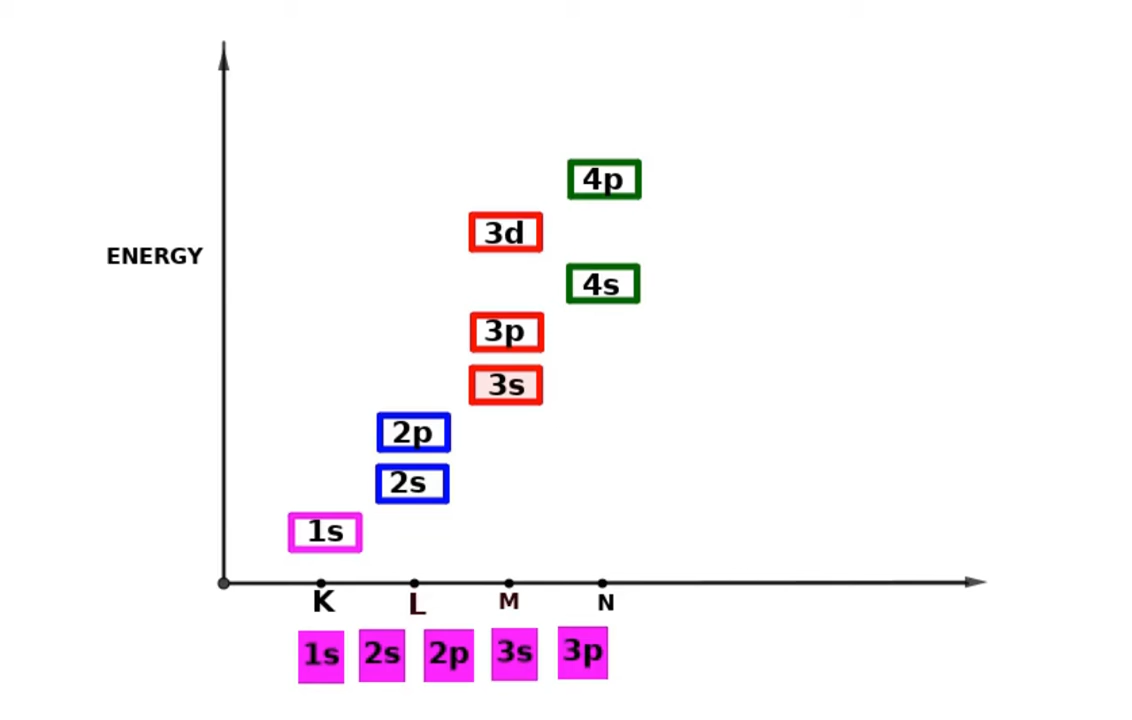 4p
3d
ENERGY
4s
3p
3s
2p
2s
1s
K L M N
1s 2s 2p 3s 3p